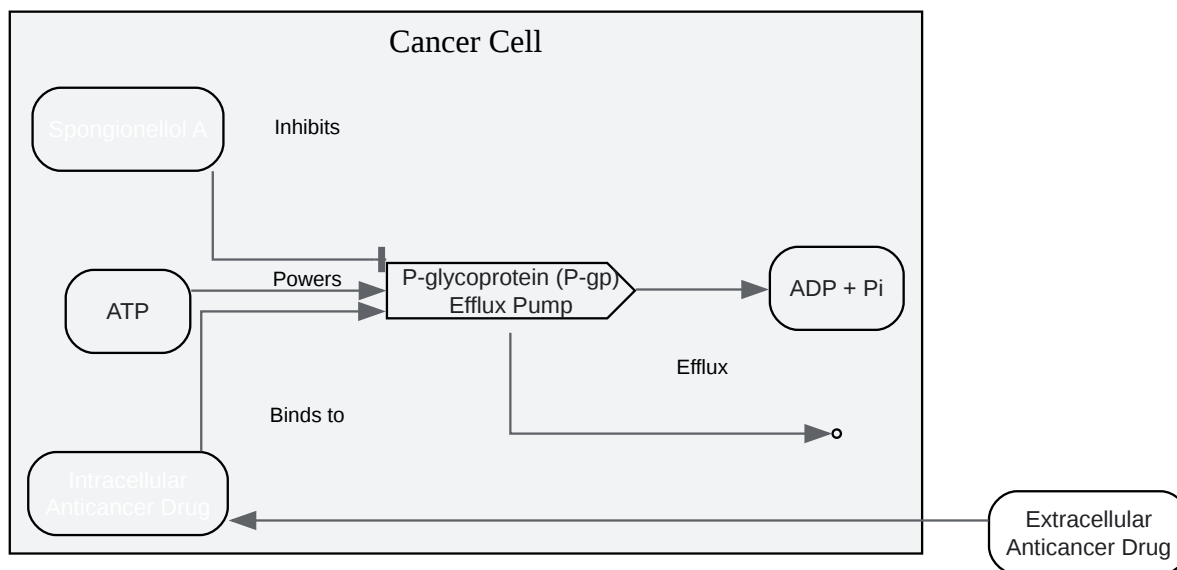 Cancer Cell
Spongionellol A
Inhibits
Powers
P-glycoprotein (P-gp)
Efflux Pump
ADP + Pi
ATP
Efflux
Binds to
Intracellular
Anticancer Drug
Extracellular
Anticancer Drug